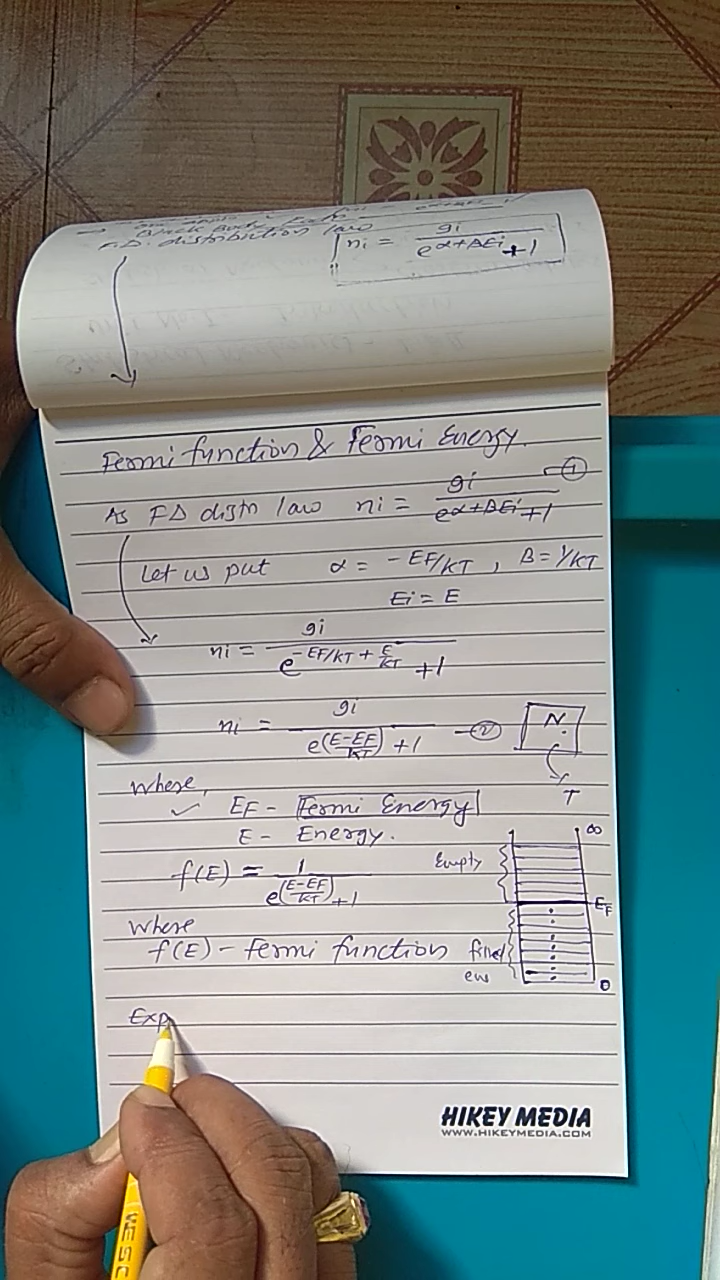 F.D. distribution law ni = gi / e^α+βEi +1
Fermi function & Fermi Energy.
As FD distn law ni = gi / e^α+βEi +1 —①
Let us put α = -EF/KT , β = 1/KT
Ei = E
ni = gi / e^-EF/KT + E/KT +1
ni = gi / e^(E-EF/KT) +1 —②
N.
T
Where,
✓ EF - Fermi Energy
E - Energy.
∞
f(E) = 1 / e^(E-EF/KT) +1
Empty
EF
Where
f(E) - Fermi function
filled
0
Exp
HIKEY MEDIA
WWW.HIKEYMEDIA.COM